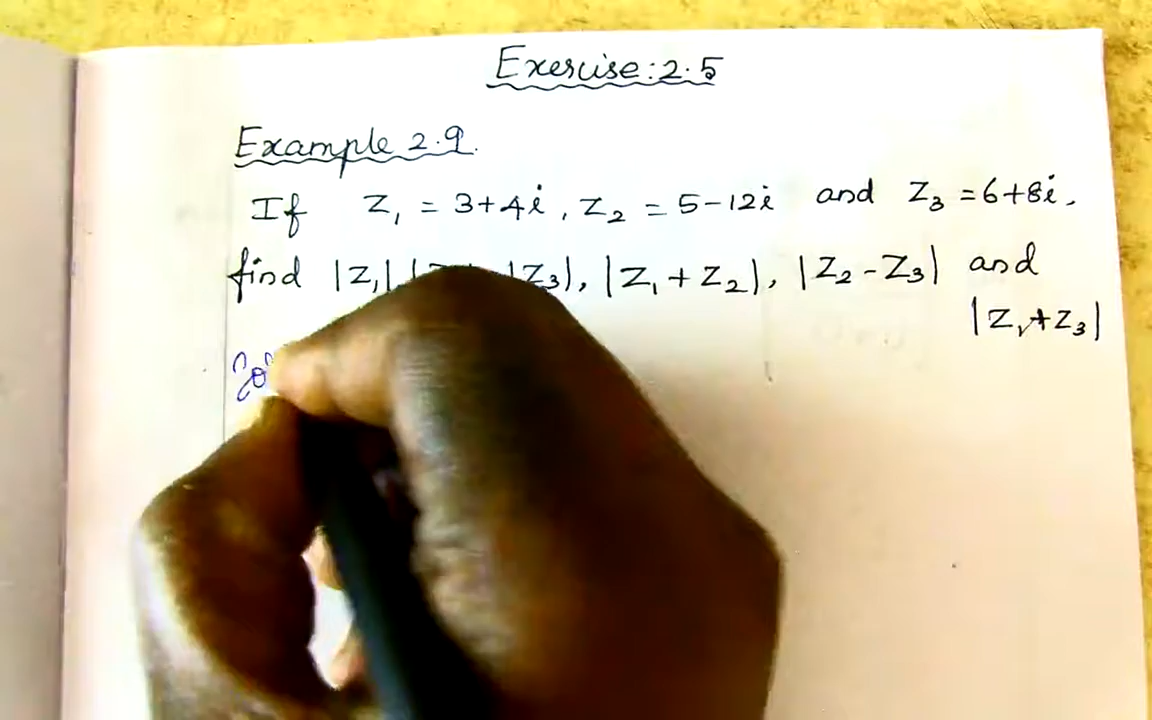 Exercise: 2.5
Example 2.9.
If Z₁ = 3+4i, Z₂ = 5-12i and Z₃ = 6+8i.
find |Z₁| |Z₃|, |Z₁ + Z₂|, |Z₂ - Z₃| and
|Z₁+Z₃|